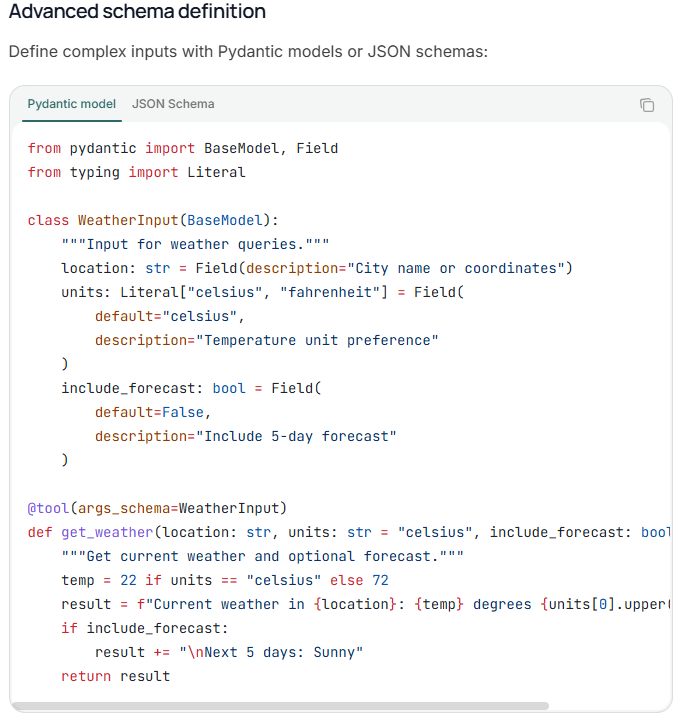 Advanced schema definition
Define complex inputs with Pydantic models or JSON schemas:
Pydantic model JSON Schema
from pydantic import BaseModel, Field
from typing import Literal

class WeatherInput(BaseModel):
    """Input for weather queries."""
    location: str = Field(description="City name or coordinates")
    units: Literal["celsius", "fahrenheit"] = Field(
        default="celsius",
        description="Temperature unit preference"
    )
    include_forecast: bool = Field(
        default=False,
        description="Include 5-day forecast"
    )

@tool(args_schema=WeatherInput)
def get_weather(location: str, units: str = "celsius", include_forecast: bool
    """Get current weather and optional forecast."""
    temp = 22 if units == "celsius" else 72
    result = f"Current weather in {location}: {temp} degrees {units[0].upper(
    if include_forecast:
        result += "\nNext 5 days: Sunny"
    return result